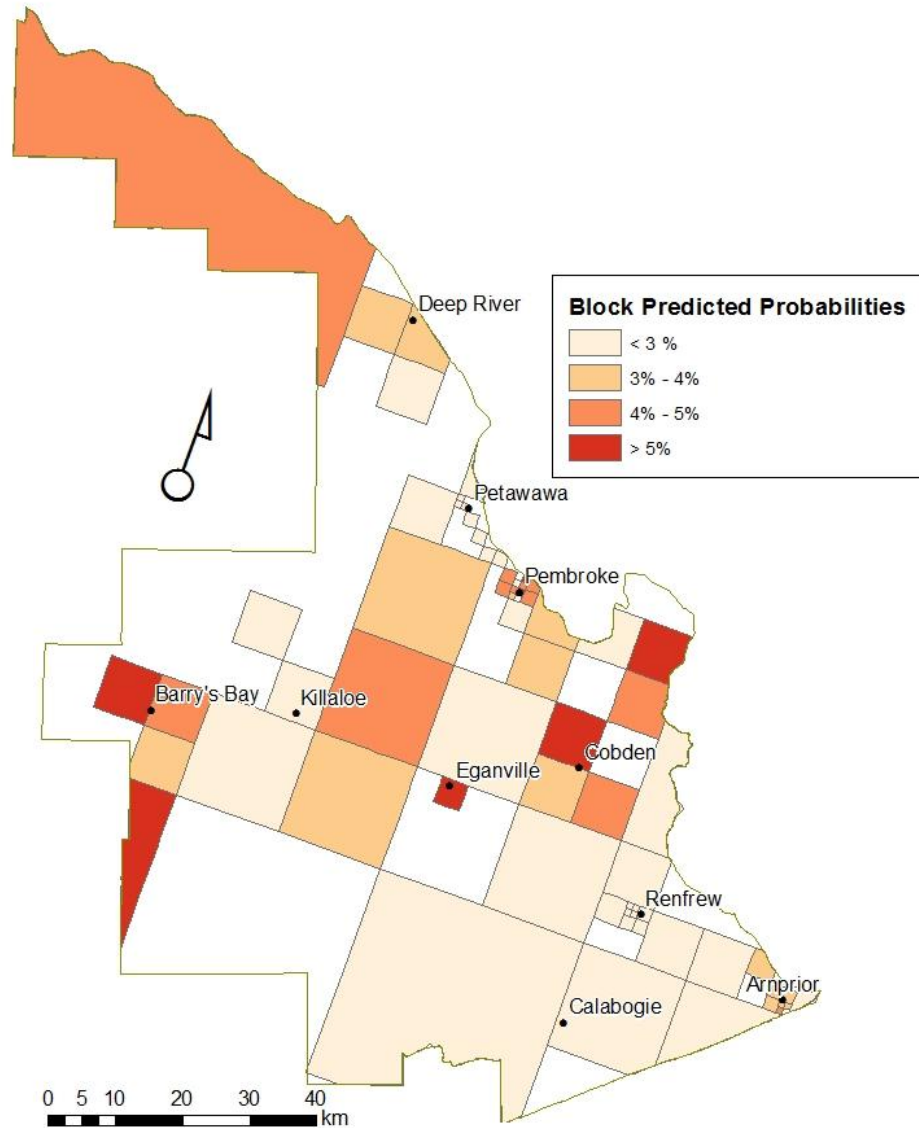 Deep River
Block Predicted Probabilities
< 3 %
3% - 4%
4% - 5%
> 5%
Petawawa
Pembroke
Barry's Bay
Killaloe
Cobden
Eganville
Renfrew
Arnprior
Calabogie
0 5 10 20 30 40
km